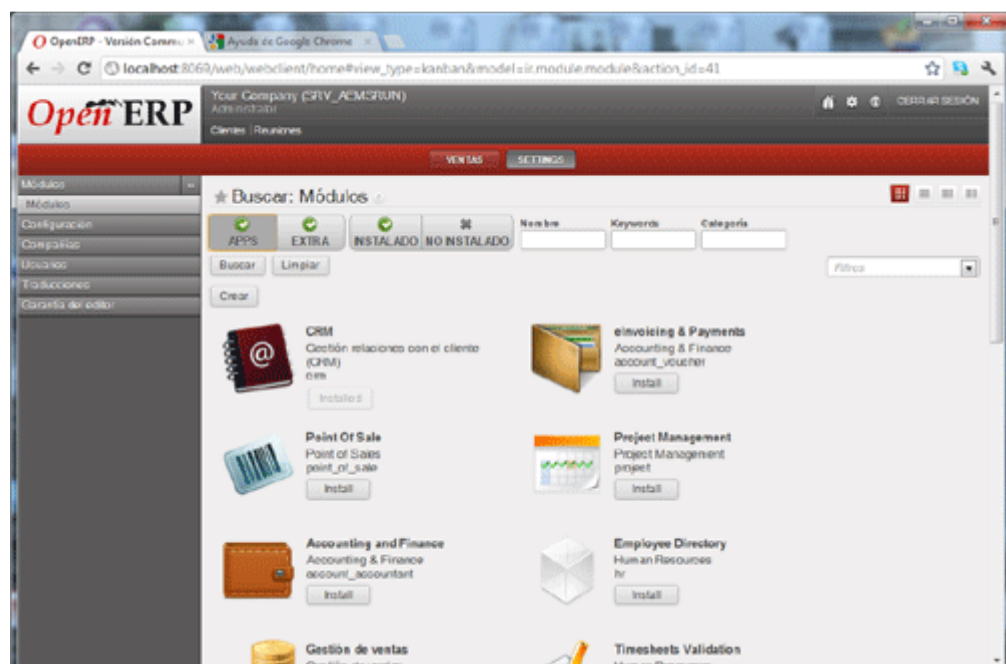 OpenERP - Versión Commu
Ayuda de Google Chrome
localhost:8069/web/webclient/home#view_type=kanban&model=ir.module.module&action_id=41
Open ERP
Your Company (SRV_AEMSRUN)
Administrator
CERRAR SESIÓN
Clientes Reuniones
VENTAS SETTINGS
Módulos
Módulos
Configuración
Compañías
Usuarios
Traducciones
Garantía del editor
Buscar: Módulos
APPS EXTRA INSTALADO NO INSTALADO
Nombre Keywords Categoría
Buscar Limpiar
Filtros
Crear
CRM
Gestión relaciones con el cliente
(CRM)
crm
Installed
eInvoicing & Payments
Accounting & Finance
account_voucher
Install
Point Of Sale
Point of Sales
point_of_sale
Install
Project Management
Project Management
project
Install
Accounting and Finance
Accounting & Finance
account_accountant
Install
Employee Directory
Human Resources
hr
Install
Gestión de ventas
Timesheets Validation